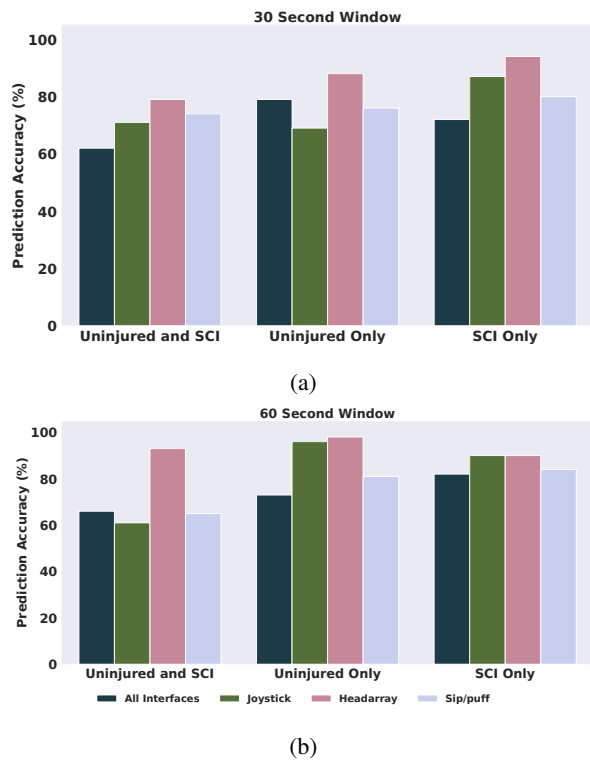 30 Second Window
Prediction Accuracy (%)
100
80
60
40
20
0
Uninjured and SCI Uninjured Only SCI Only
(a)
60 Second Window
Prediction Accuracy (%)
100
80
60
40
20
0
Uninjured and SCI Uninjured Only SCI Only
All Interfaces Joystick Headarray Sip/puff
(b)